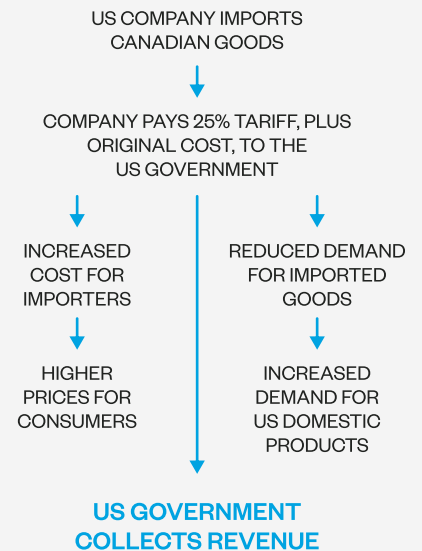 US COMPANY IMPORTS
CANADIAN GOODS
COMPANY PAYS 25% TARIFF, PLUS
ORIGINAL COST, TO THE
US GOVERNMENT
INCREASED
COST FOR
IMPORTERS
HIGHER
PRICES FOR
CONSUMERS
REDUCED DEMAND
FOR IMPORTED
GOODS
INCREASED
DEMAND FOR
US DOMESTIC
PRODUCTS
US GOVERNMENT
COLLECTS REVENUE